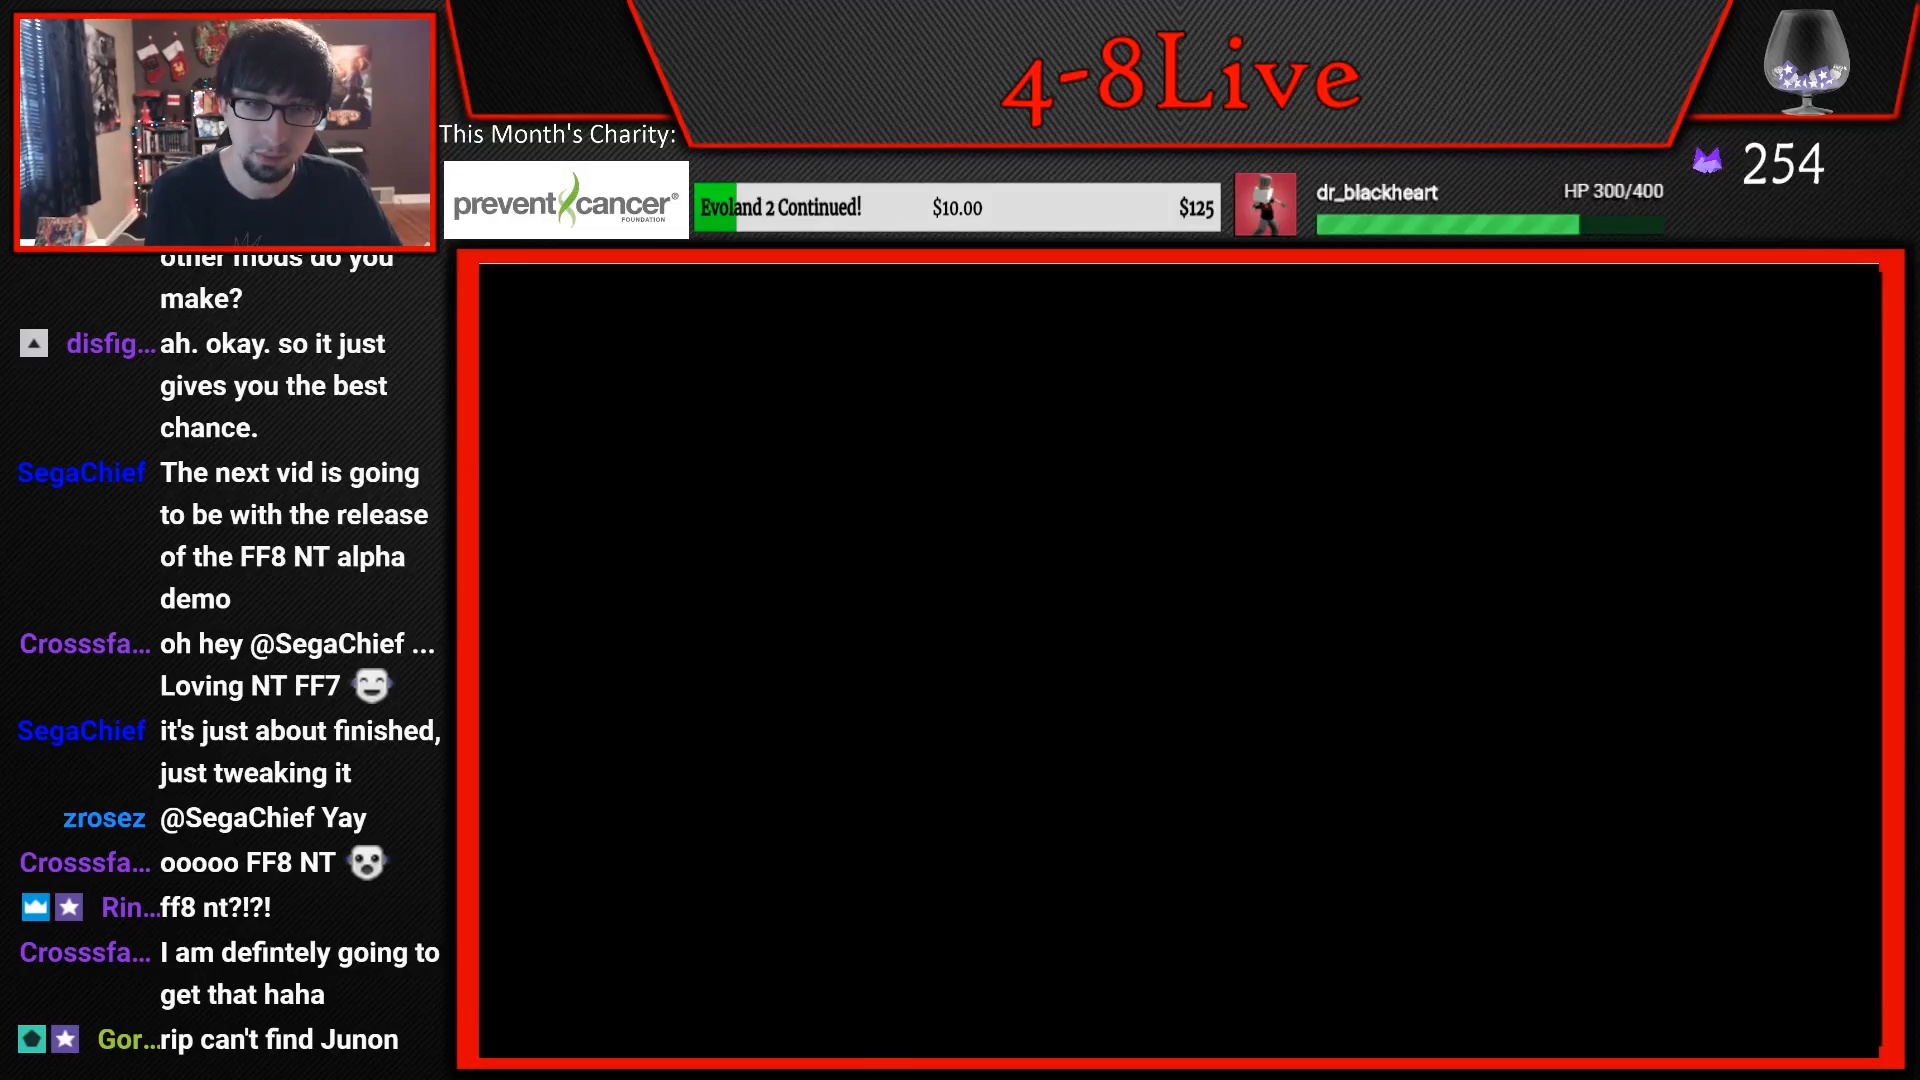 4-8Live
This Month's Charity:
prevent cancer®
FOUNDATION
Evoland 2 Continued! $10.00 $125
dr_blackheart HP 300/400
254
other mods do you
make?
disfig... ah. okay. so it just
gives you the best
chance.
SegaChief The next vid is going
to be with the release
of the FF8 NT alpha
demo
Crosssfa... oh hey @SegaChief ...
Loving NT FF7
SegaChief it's just about finished,
just tweaking it
zrosez @SegaChief Yay
Crosssfa... ooooo FF8 NT
Rin... ff8 nt?!?!
Crosssfa... I am defintely going to
get that haha
Gor... rip can't find Junon